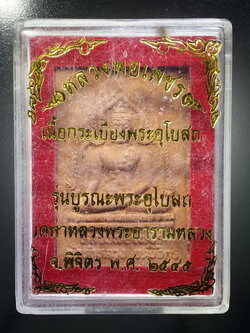 หลวงพ่อเพชร
เนื้อกระเบื้องพระอุโบสถ
รุ่นบูรณะพระอุโบสถ
วัดท่าหลวงพระอารามหลวง
จ.พิจิตร พ.ศ. ๒๕๔๕